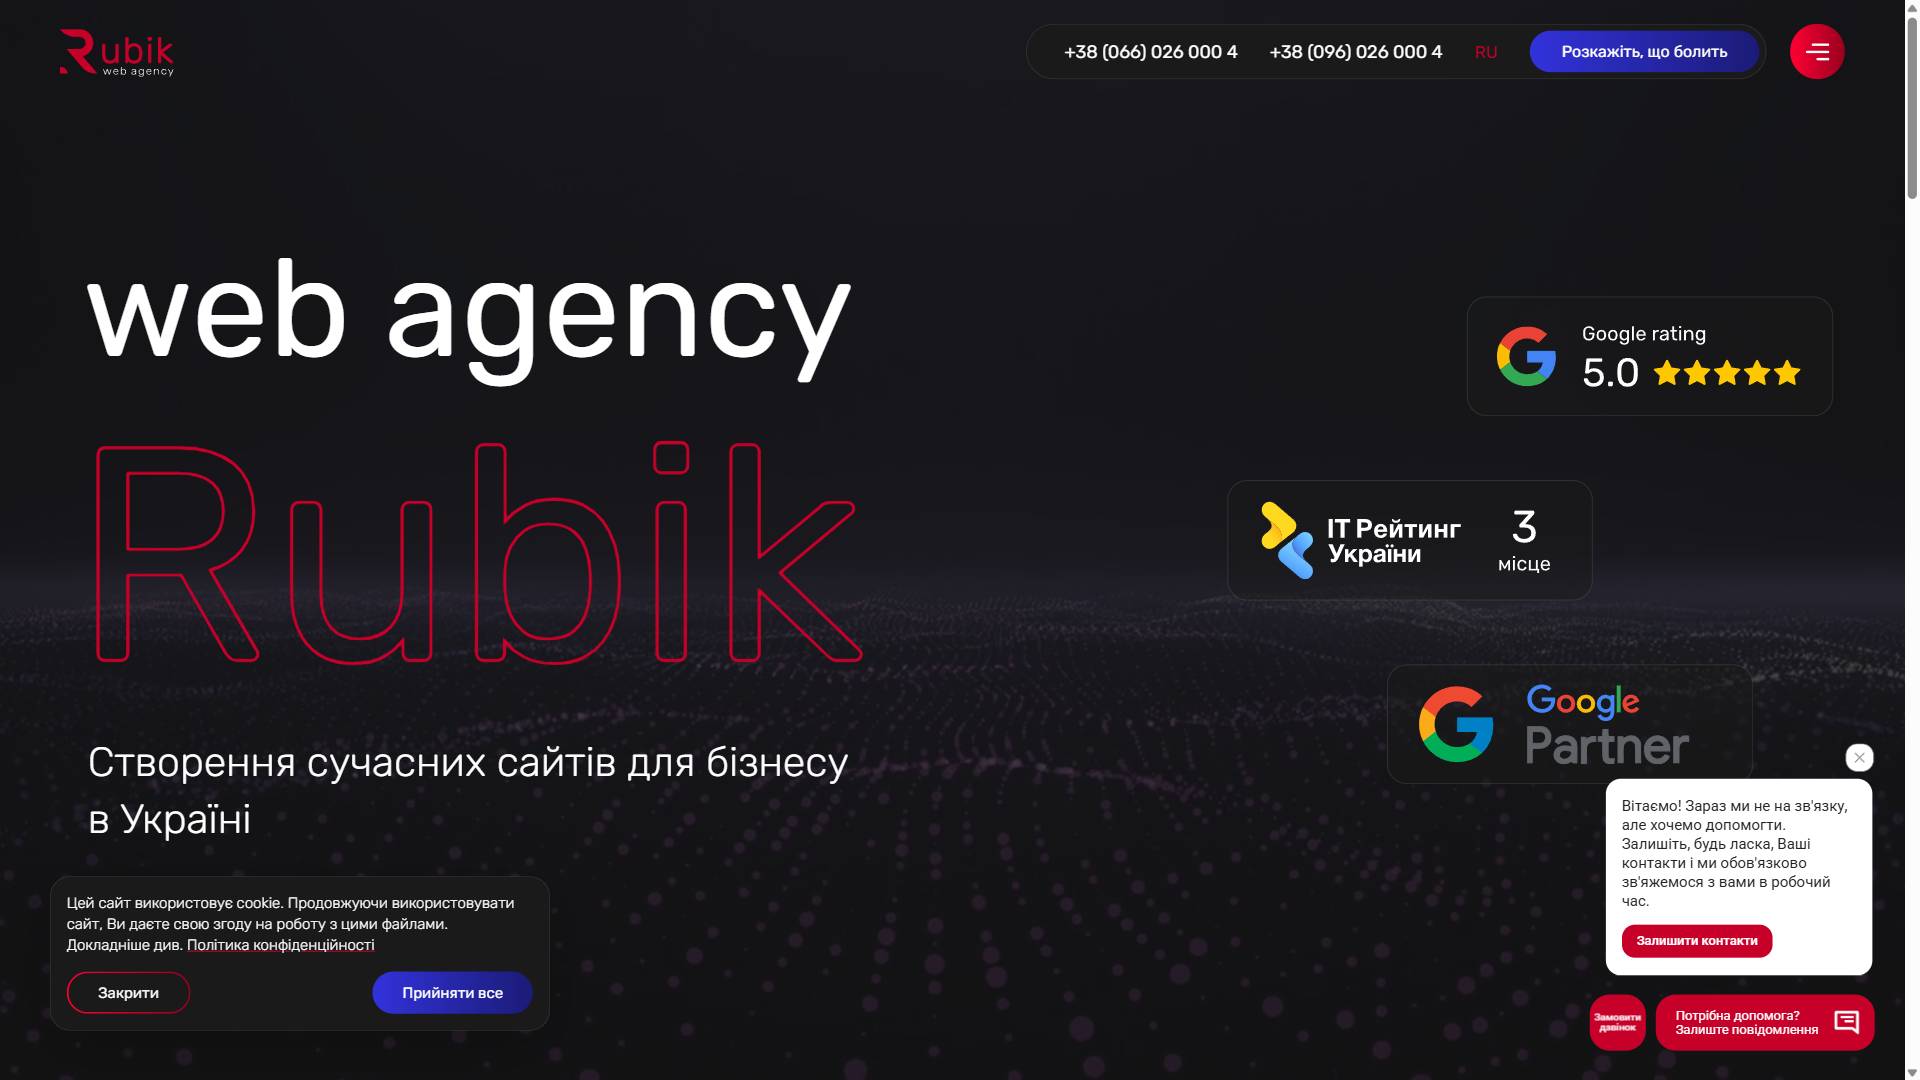 Rubik
web agency
+38 (066) 026 000 4
+38 (096) 026 000 4
RU
Розкажіть, що болить
web agency
Rubik
Створення сучасних сайтів для бізнесу
в Україні
Google rating
5.0
IT Рейтинг
України
3
місце
Google
Partner
Вітаємо! Зараз ми не на зв'язку,
але хочемо допомогти.
Залишіть, будь ласка, Ваші
контакти і ми обов'язково
зв'яжемося з вами в робочий
час.
Залишити контакти
Цей сайт використовує cookie. Продовжуючи використовувати
сайт, Ви даєте свою згоду на роботу з цими файлами.
Докладніше див. Політика конфіденційності
Закрити
Прийняти все
Замовити
дзвінок
Потрібна допомога?
Залиште повідомлення